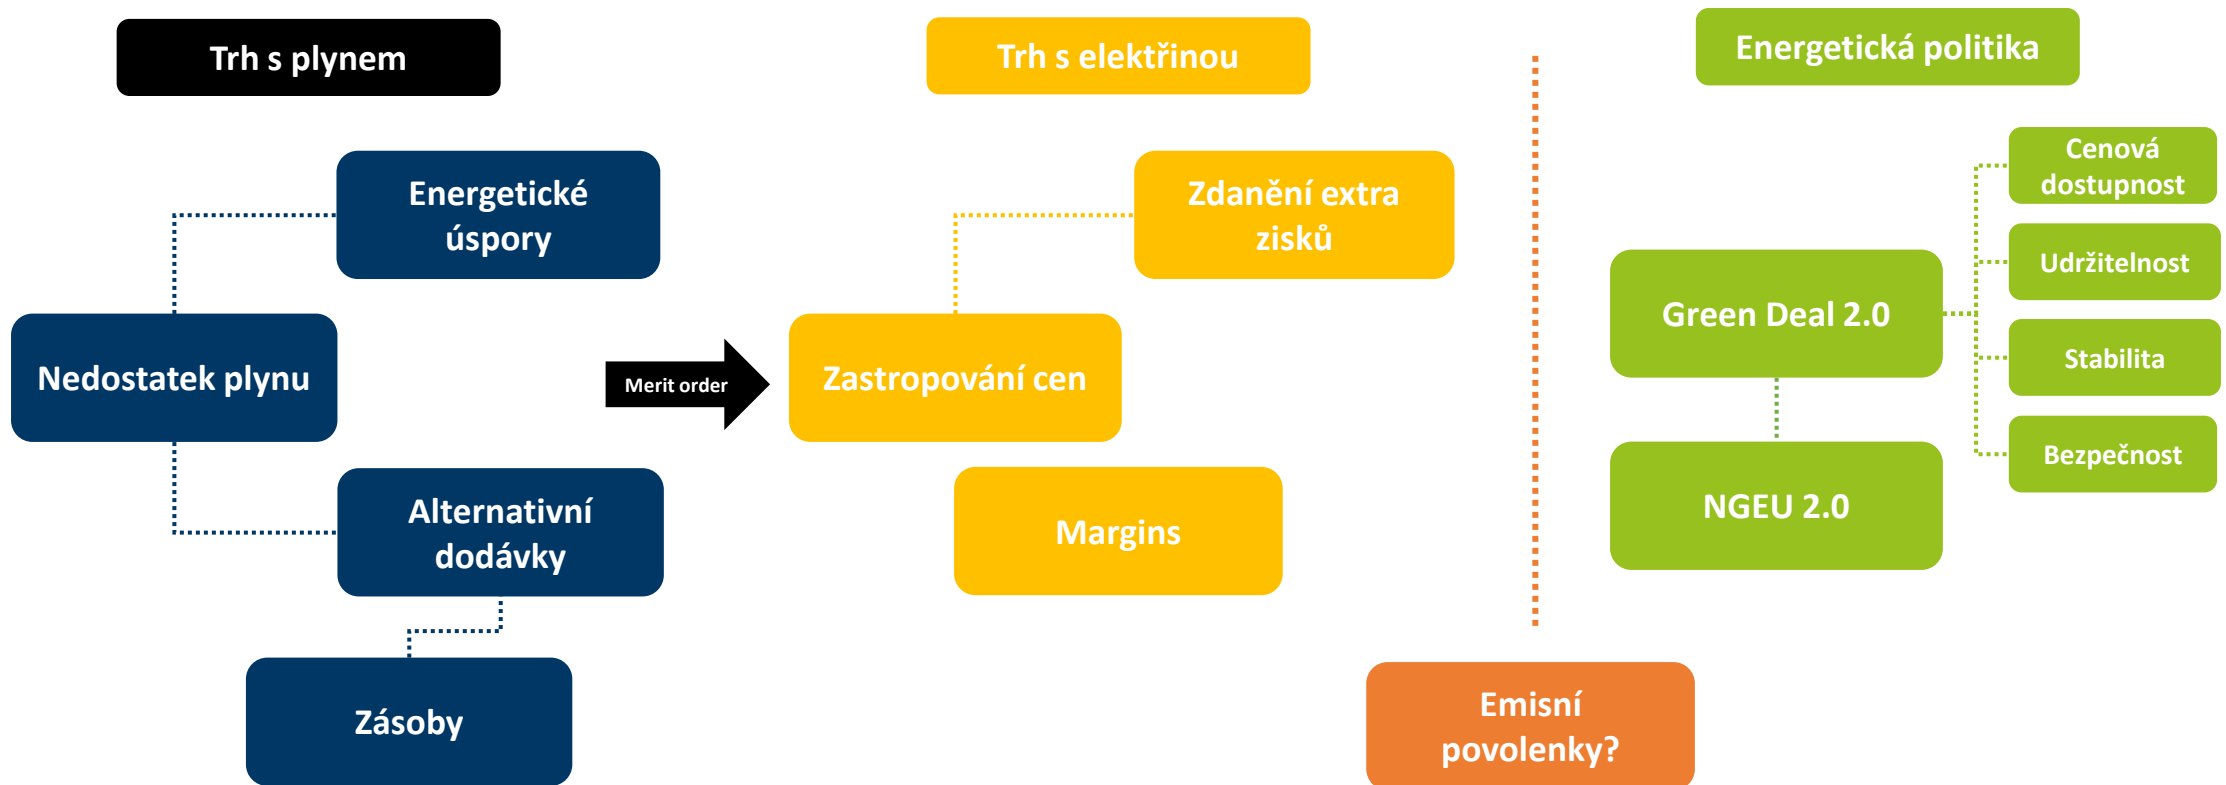 Trh s plynem
Energetické
úspory
Nedostatek plynu
Alternativní
dodávky
Zásoby
Merit order
Trh s elektřinou
Zdanění extra
zisků
Zastropování cen
Margins
Emisní
povolenky?
Energetická politika
Green Deal 2.0
NGEU 2.0
Cenová
dostupnost
Udržitelnost
Stabilita
Bezpečnost